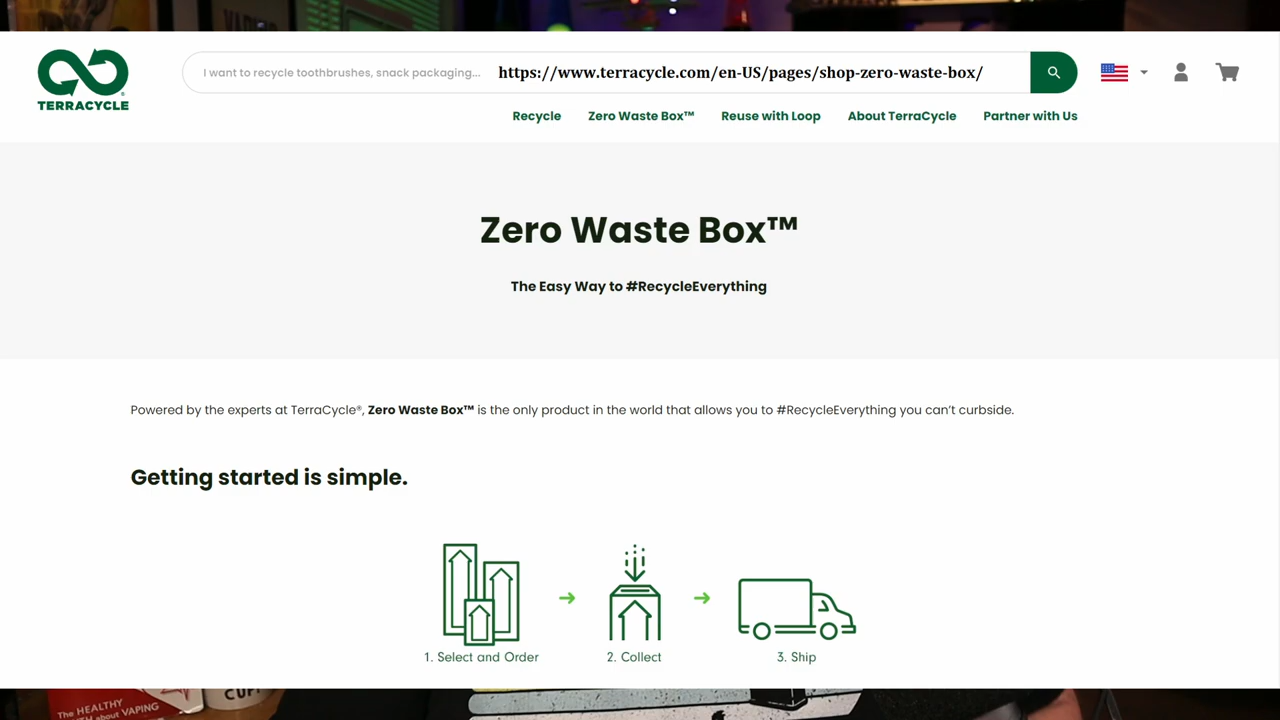 I want to recycle toothbrushes, snack packaging... https://www.terracycle.com/en-US/pages/shop-zero-waste-box/
TERRACYCLE
Recycle Zero Waste Box™ Reuse with Loop About TerraCycle Partner with Us
Zero Waste Box™
The Easy Way to #RecycleEverything
Powered by the experts at TerraCycle®, Zero Waste Box™ is the only product in the world that allows you to #RecycleEverything you can’t curbside.
Getting started is simple.
1. Select and Order 2. Collect 3. Ship
The HEALTHY
about VAPING